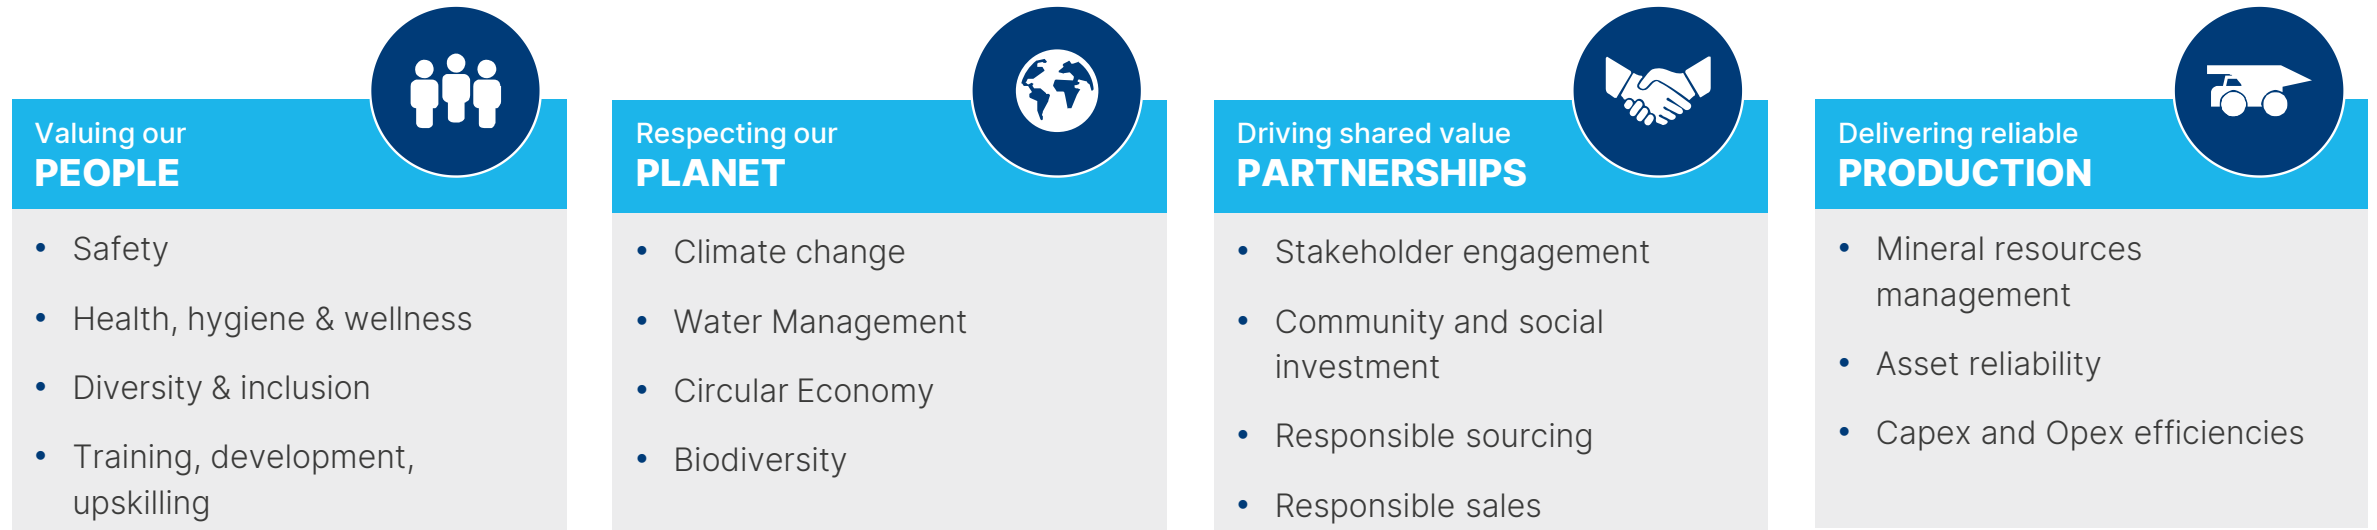 Valuing our
PEOPLE
• Safety
• Health, hygiene & wellness
• Diversity & inclusion
• Training, development,
upskilling
Respecting our
PLANET
• Climate change
• Water Management
• Circular Economy
• Biodiversity
Driving shared value
PARTNERSHIPS
• Stakeholder engagement
• Community and social
investment
• Responsible sourcing
• Responsible sales
Delivering reliable
PRODUCTION
• Mineral resources
management
• Asset reliability
• Capex and Opex efficiencies